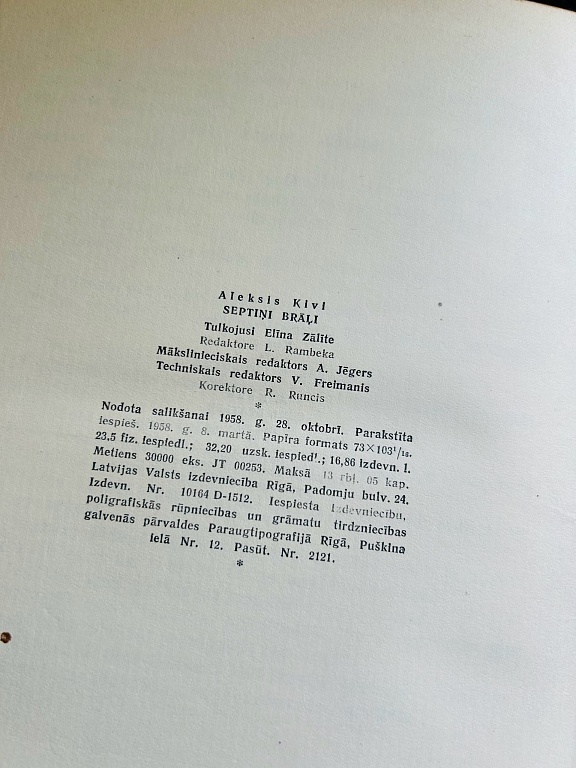 Aleksis Kivi
SEPTIŅI BRĀĻI
Tulkojusi Elīna Zālīte
Redaktore L. Rambeka
Mākslinieciskais redaktors A. Jēgers
Techniskais redaktors V. Freimanis
Korektore R. Runcis
*
Nodota salikšanai 1958. g. 28. oktobrī. Parakstīta
iespieš. 1958. g. 8. martā. Papīra formats 73×103¹/₁₆.
23,5 fiz. iespiedl.; 32,20 uzsk. iespiedl.; 16,86 izdevn. l.
Metiens 30000 eks. JT 00253. Maksā 13 rbļ. 05 kap.
Latvijas Valsts izdevniecība Rīgā, Padomju bulv. 24.
Izdevn. Nr. 10164 D-1512. Iespiesta Izdevniecību,
poligrafiskās rūpniecības un grāmatu tirdzniecības
galvenās pārvaldes Paraugtipografijā Rīgā, Puškina
ielā Nr. 12. Pasūt. Nr. 2121.
*